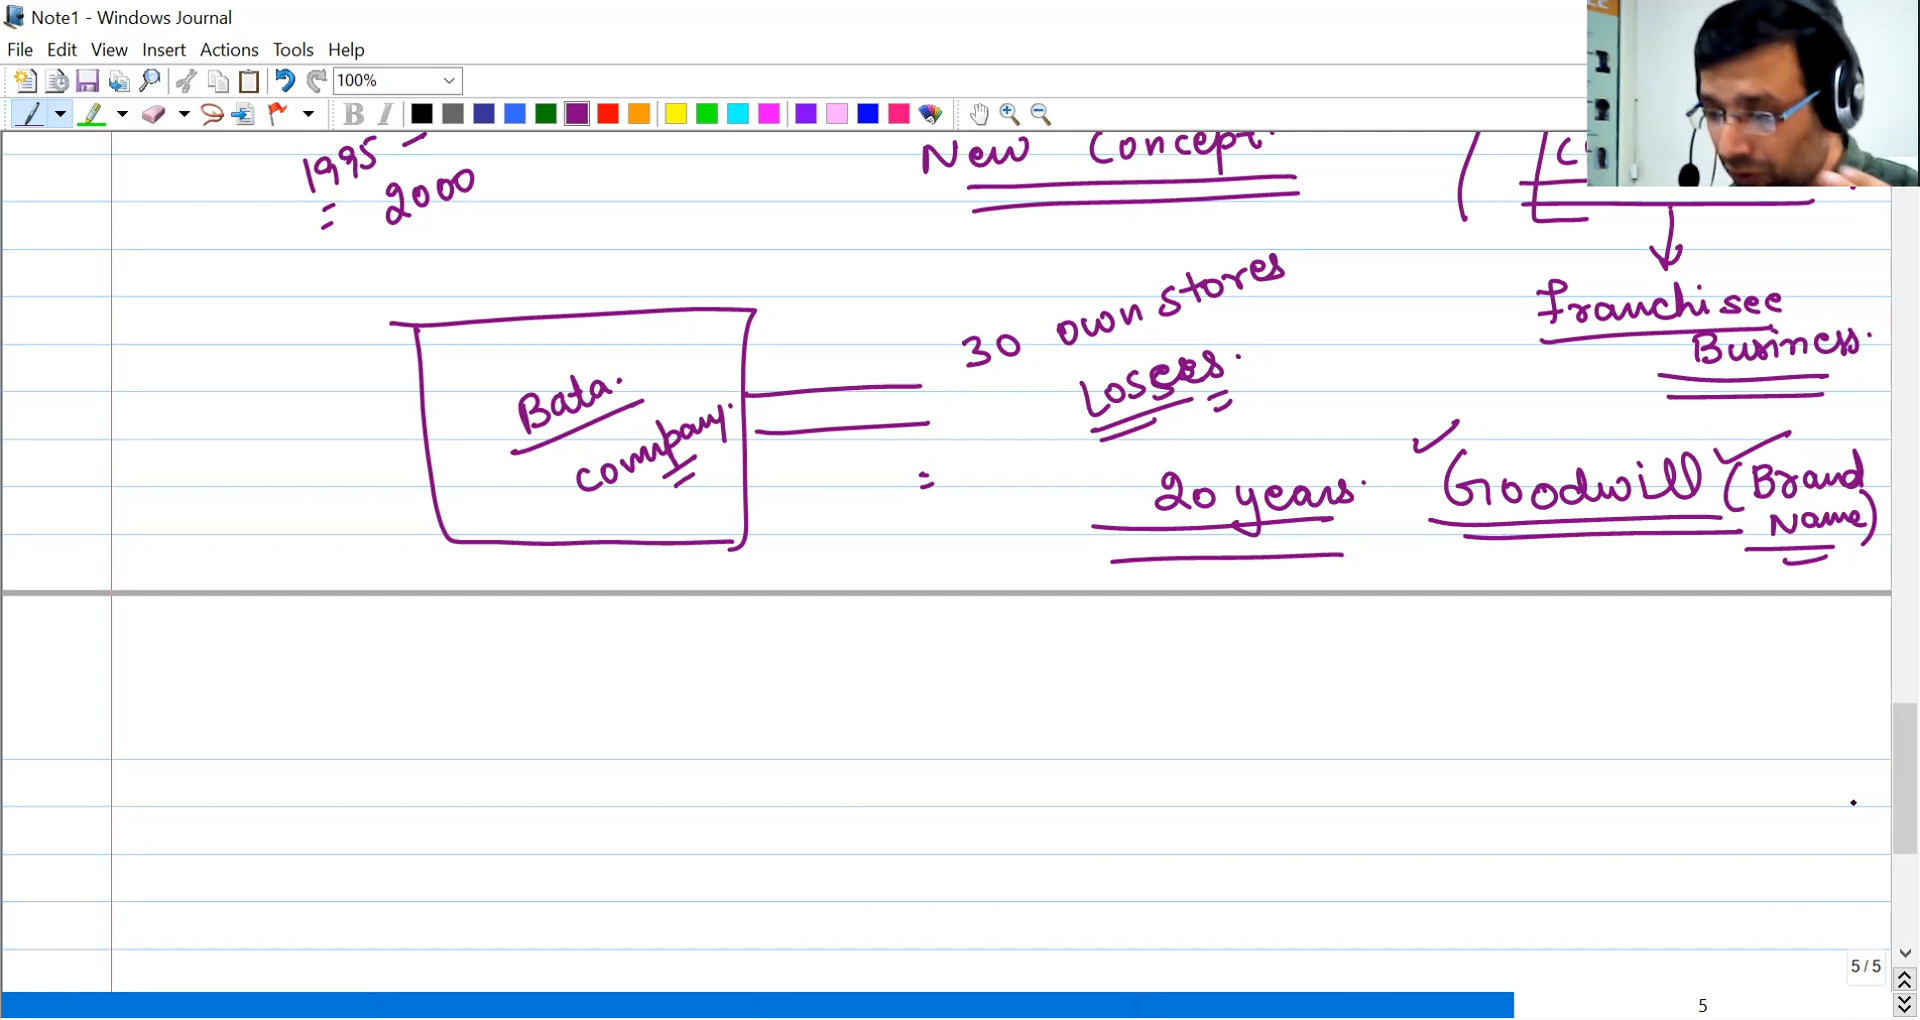 Note1 - Windows Journal
File Edit View Insert Actions Tools Help
100%
B I
1995 -
= 2000
New Concept.
30 own stores
Losses.
Franchisee
Business.
Bata.
company.
=
20 years.
Goodwill (Brand
Name)
5 / 5
5